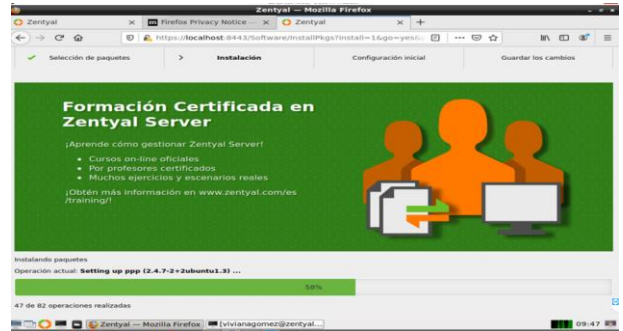 Zentyal — Mozilla Firefox
Zentyal
Firefox Privacy Notice —
Zentyal
https://localhost:8443/Software/InstallPkgs?install=1&go=yes&
Selección de paquetes
Instalación
Configuración inicial
Guardar los cambios
Formación Certificada en
Zentyal Server
¡Aprende cómo gestionar Zentyal Server!
Cursos on-line oficiales
Por profesores certificados
Muchos ejercicios y escenarios reales
¡Obtén más información en www.zentyal.com/es
/training/!
Instalando paquetes
Operación actual: Setting up ppp (2.4.7-2+2ubuntu1.3) ...
58%
47 de 82 operaciones realizadas
Zentyal — Mozilla Firefox
[vivianagomez@zentyal...
09:47